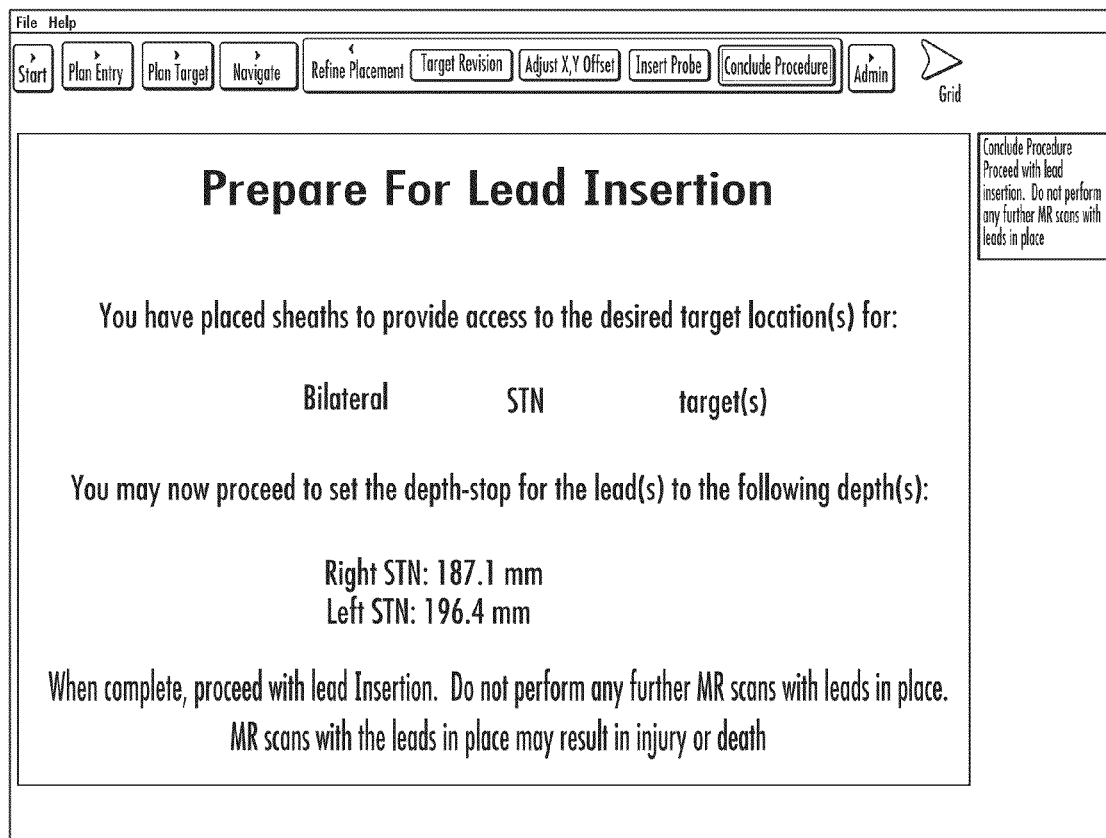 File Help
Start Plan Entry Plan Target Navigate Refine Placement Target Revision Adjust X,Y Offset Insert Probe Conclude Procedure Admin
Grid
Prepare For Lead Insertion
You have placed sheaths to provide access to the desired target location(s) for:
Bilateral STN target(s)
You may now proceed to set the depth-stop for the lead(s) to the following depth(s):
Right STN: 187.1 mm
Left STN: 196.4 mm
When complete, proceed with lead Insertion. Do not perform any further MR scans with leads in place.
MR scans with the leads in place may result in injury or death
Conclude Procedure
Proceed with lead
insertion. Do not perform
any further MR scans with
leads in place